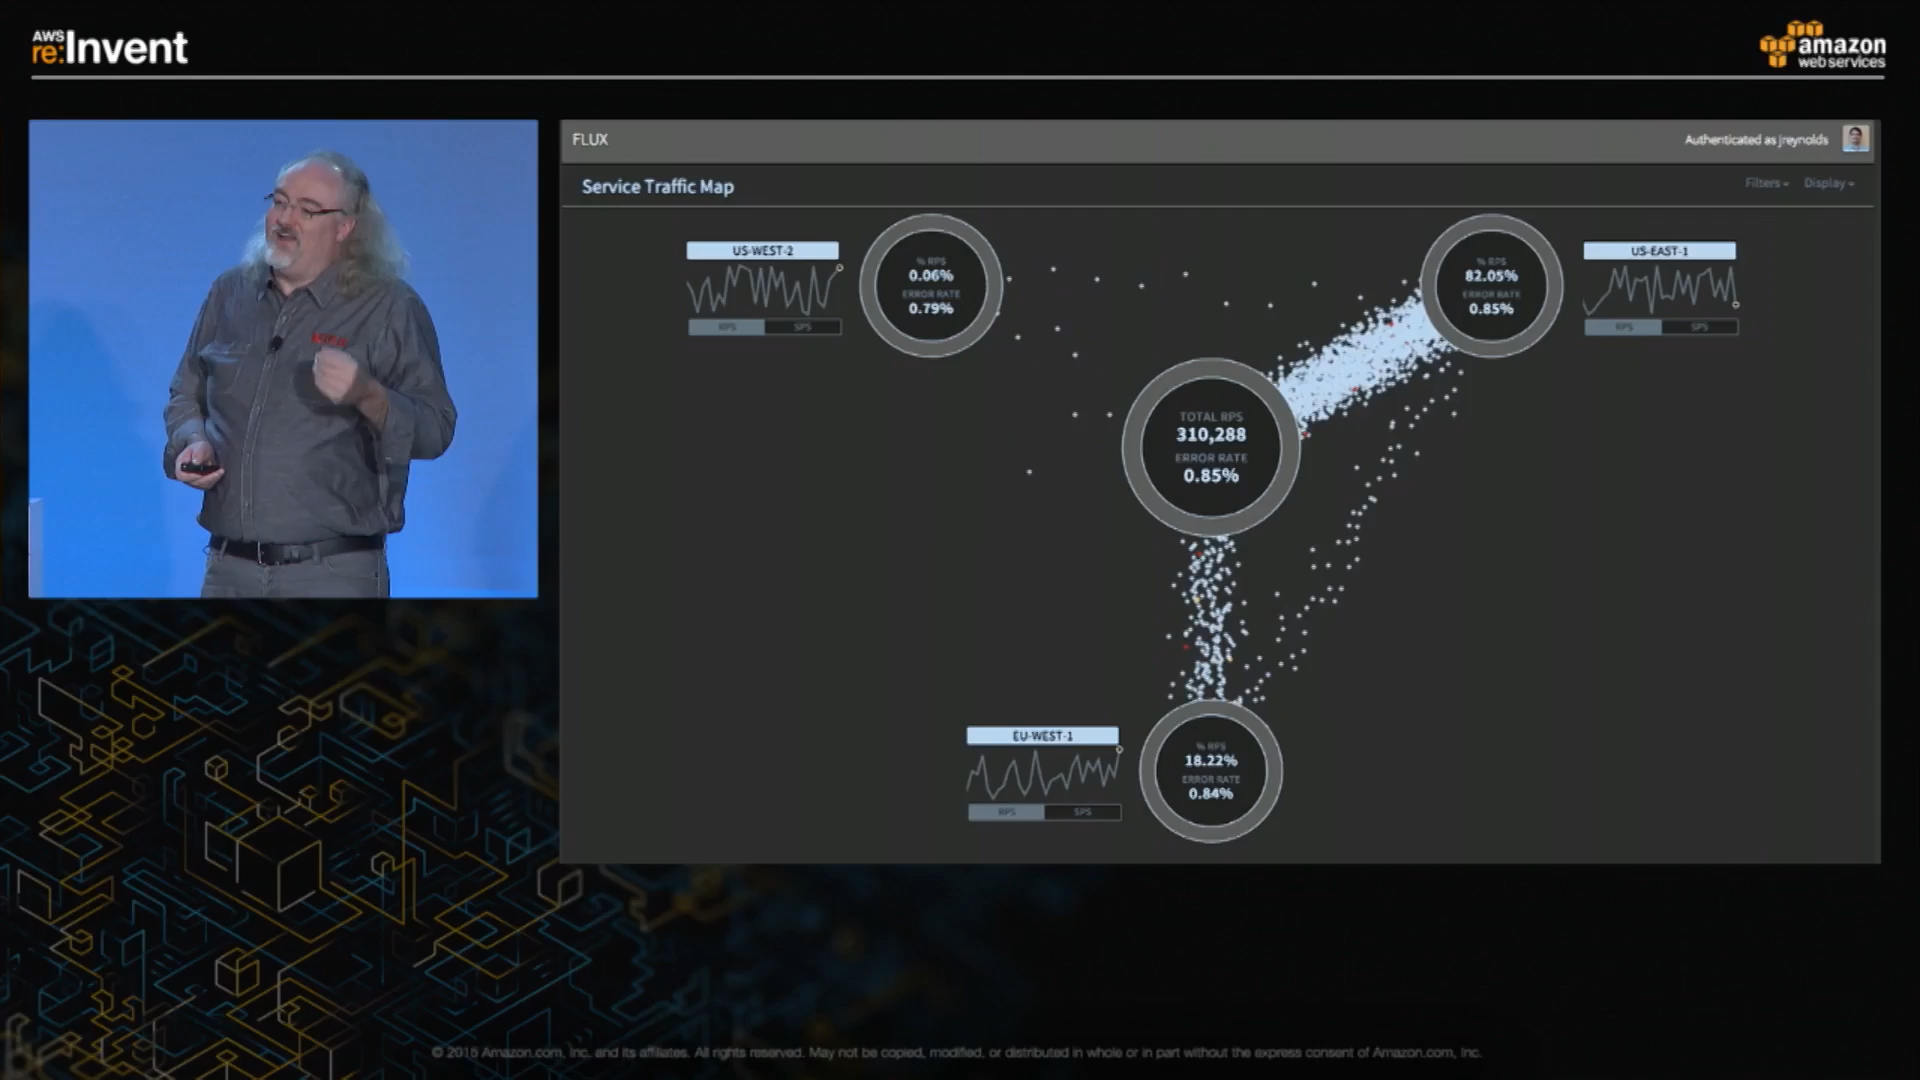 AWS
re:Invent
amazon
web services
FLUX
Authenticated as jreynolds
Service Traffic Map
Filters
Display
US-WEST-2
RPS
SPS
% RPS
0.06%
ERROR RATE
0.79%
% RPS
82.05%
ERROR RATE
0.85%
US-EAST-1
RPS
SPS
TOTAL RPS
310,288
ERROR RATE
0.85%
EU-WEST-1
RPS
SPS
% RPS
18.22%
ERROR RATE
0.84%
© 2015 Amazon.com, Inc. and its affiliates. All rights reserved. May not be copied, modified, or distributed in whole or in part without the express consent of Amazon.com, Inc.